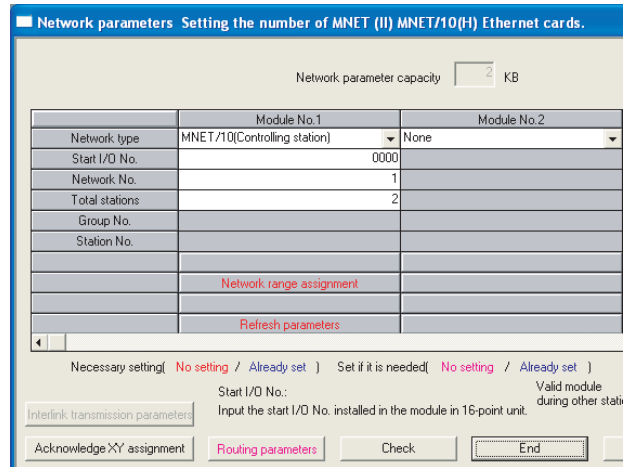 Network parameters Setting the number of MNET (II) MNET/10(H) Ethernet cards.
Network parameter capacity 2 KB
Module No.1 Module No.2
Network type MNET/10(Controlling station) None
Start I/O No. 0000
Network No. 1
Total stations 2
Group No.
Station No.
Network range assignment
Refresh parameters
Necessary setting( No setting / Already set ) Set if it is needed( No setting / Already set )
Start I/O No.: Valid module
Input the start I/O No. installed in the module in 16-point unit. during other stati
Interlink transmission parameters
Acknowledge XY assignment Routing parameters Check End